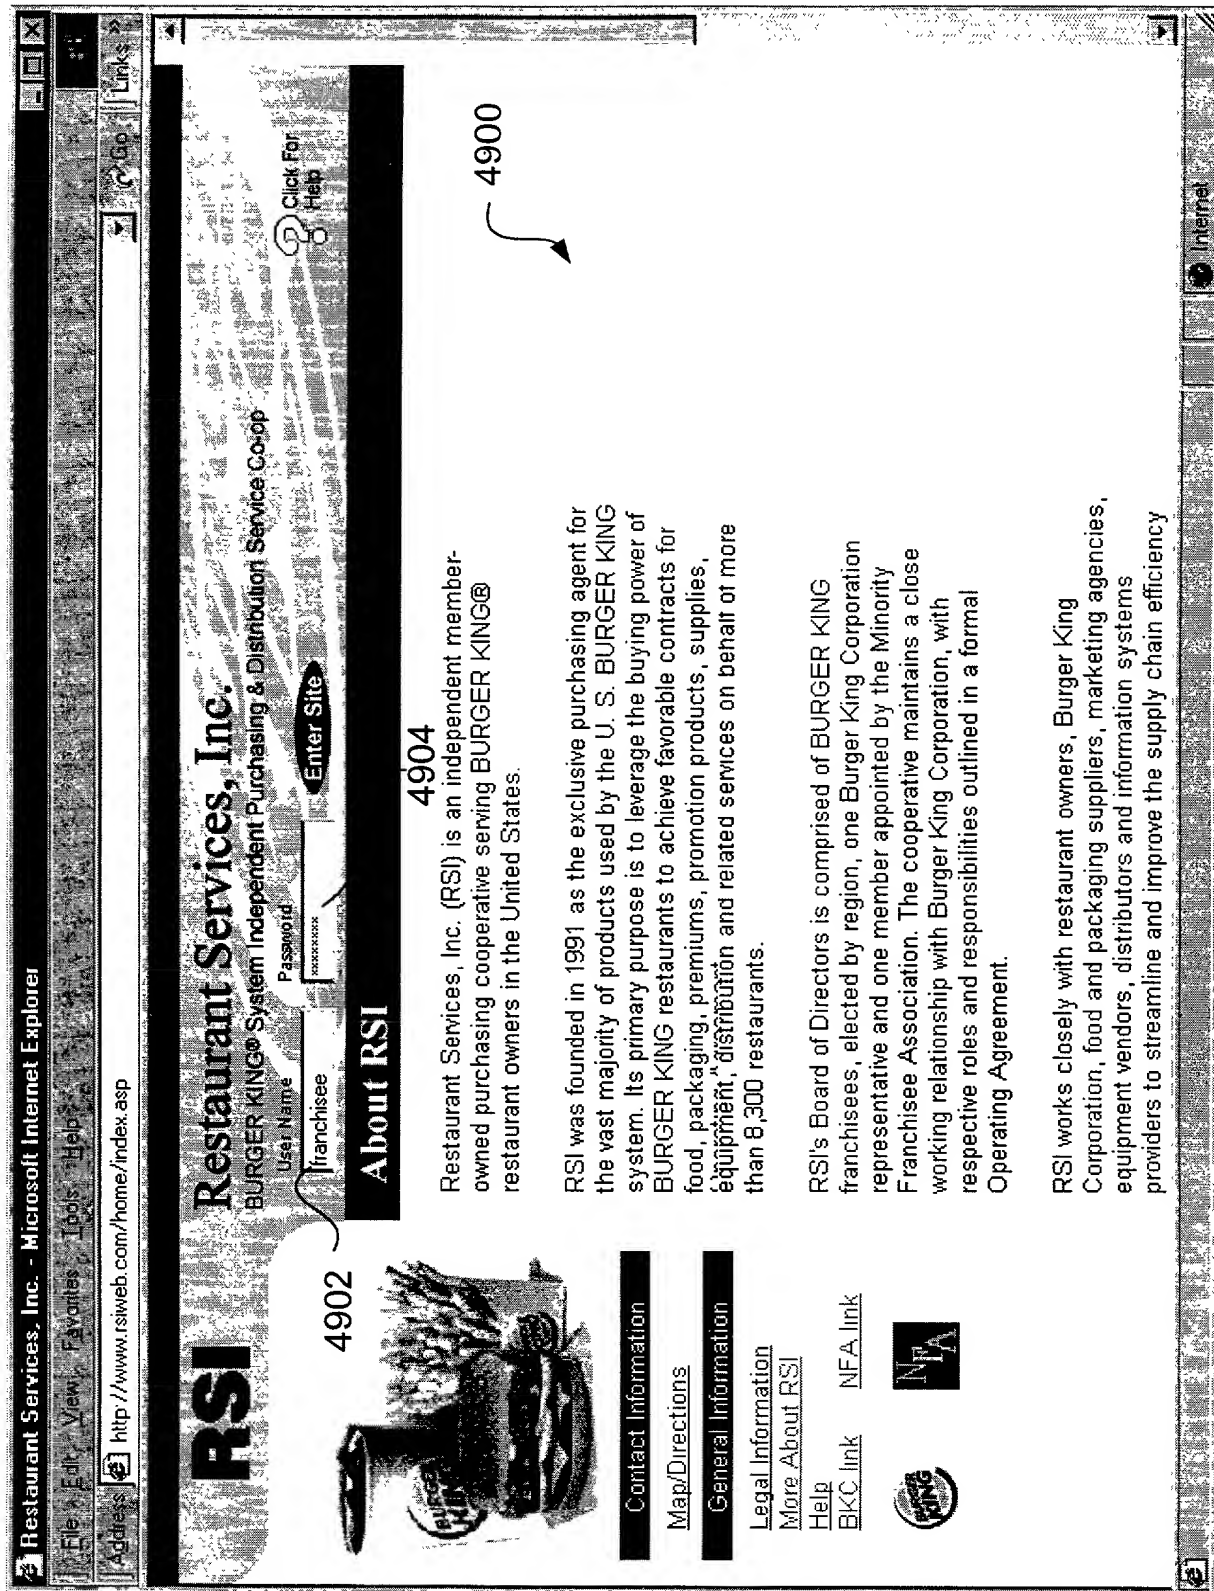 Restaurant Services, Inc. - Microsoft Internet Explorer
File Edit View Favorites Tools Help
Address http://www.rsiweb.com/home/index.asp Go Links »
RSI
Restaurant Services, Inc.
BURGER KING® System Independent Purchasing & Distribution Service Co-op
User Name Password
franchisee ********* Enter Site
Click For
Help
4902
4904
4900
About RSI
BURGER
KING
Contact Information
Map/Directions
General Information
Legal Information
More About RSI
Help
BKC link NFA link
BURGER
KING
NFA
Restaurant Services, Inc. (RSI) is an independent member-
owned purchasing cooperative serving BURGER KING®
restaurant owners in the United States.
RSI was founded in 1991 as the exclusive purchasing agent for
the vast majority of products used by the U. S. BURGER KING
system. Its primary purpose is to leverage the buying power of
BURGER KING restaurants to achieve favorable contracts for
food, packaging, premiums, promotion products, supplies,
equipment, distribution and related services on behalf of more
than 8,300 restaurants.
RSI's Board of Directors is comprised of BURGER KING
franchisees, elected by region, one Burger King Corporation
representative and one member appointed by the Minority
Franchisee Association. The cooperative maintains a close
working relationship with Burger King Corporation, with
respective roles and responsibilities outlined in a formal
Operating Agreement.
RSI works closely with restaurant owners, Burger King
Corporation, food and packaging suppliers, marketing agencies,
equipment vendors, distributors and information systems
providers to streamline and improve the supply chain efficiency
Internet